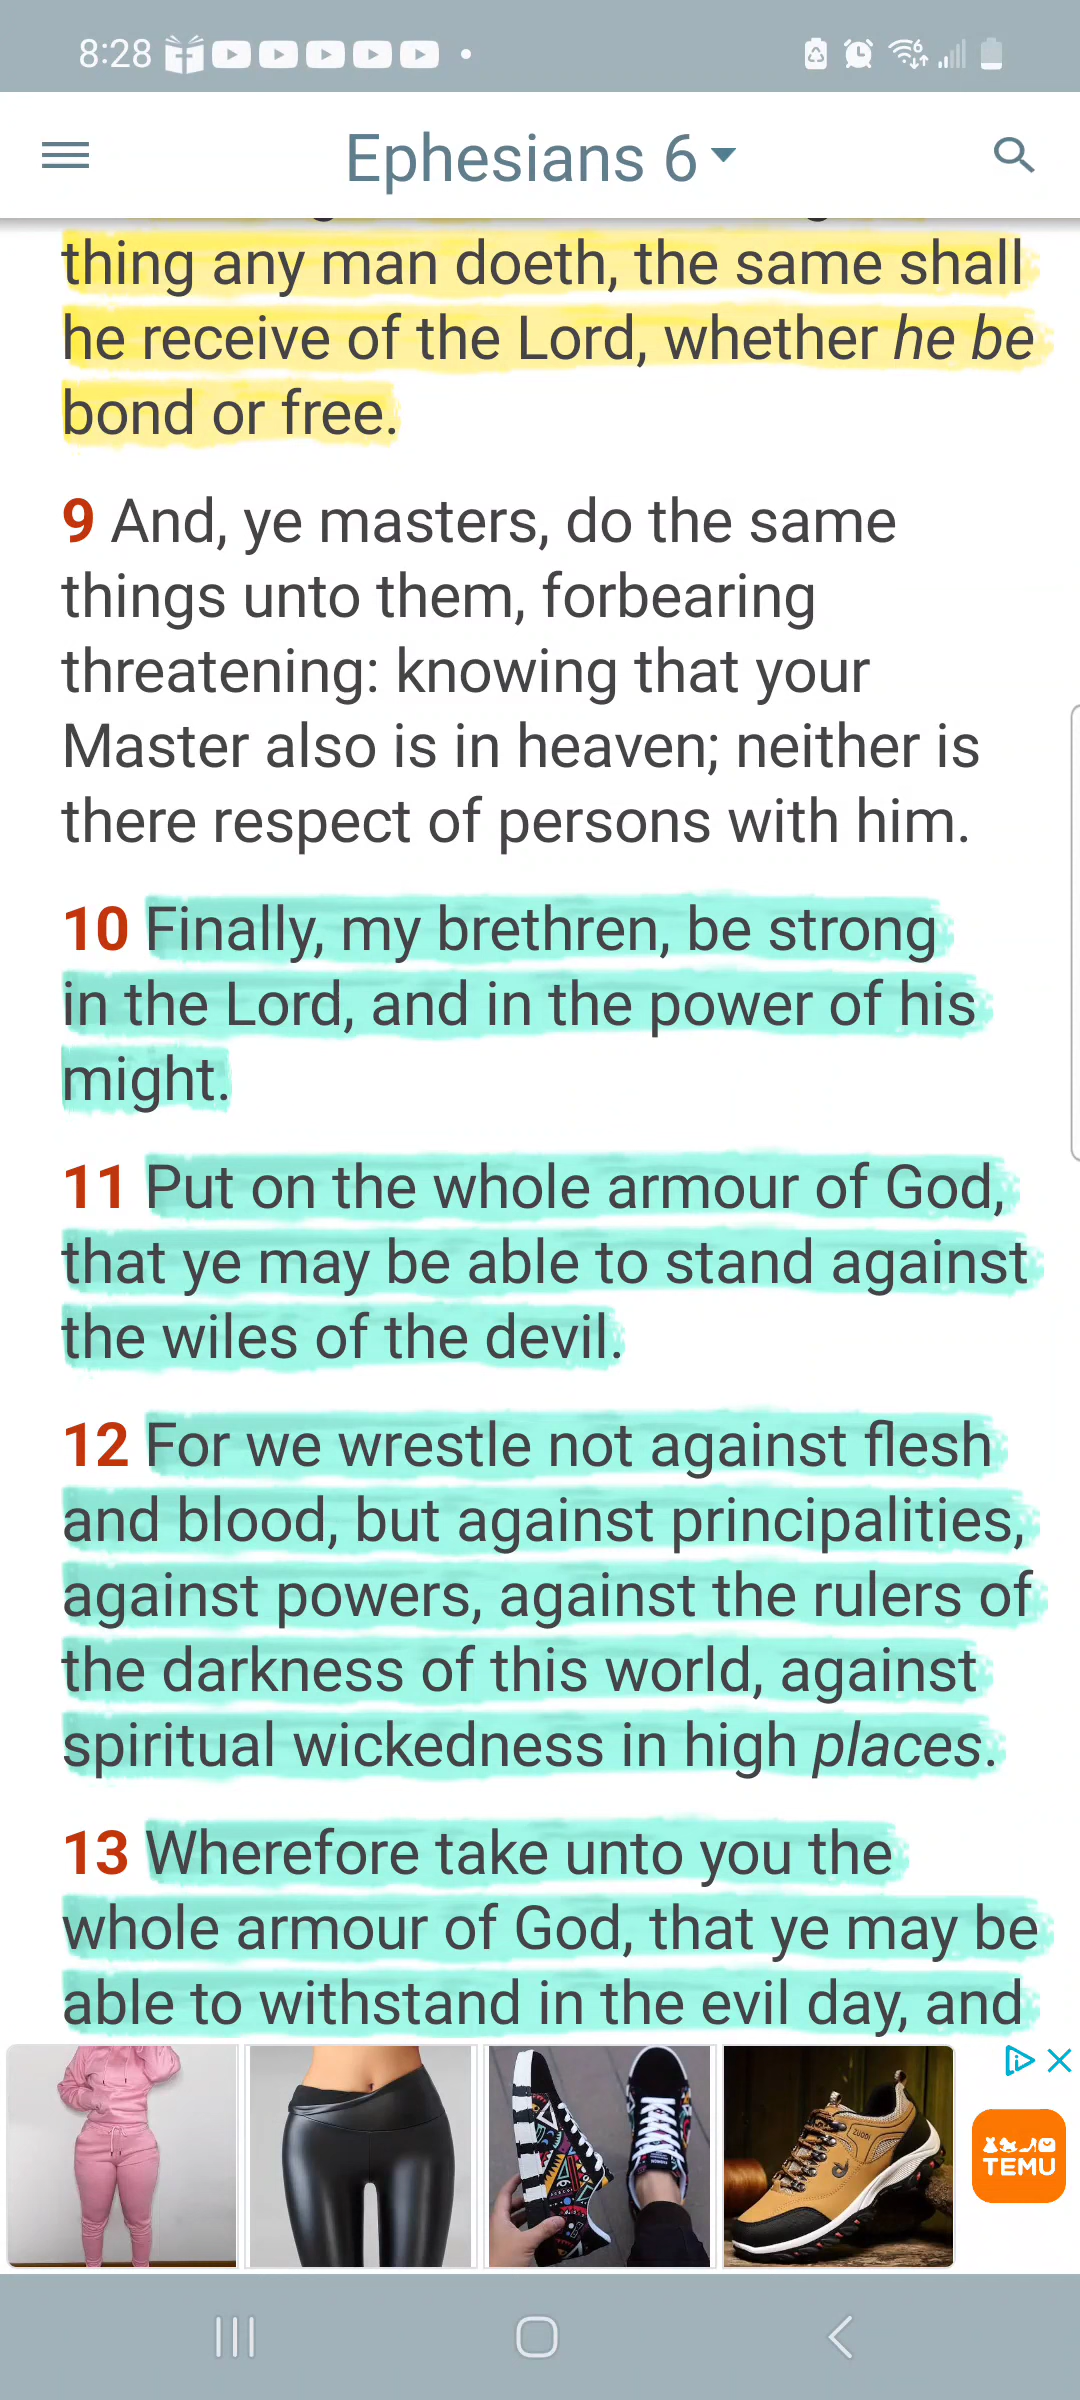 8:28
Ephesians 6
thing any man doeth, the same shall
he receive of the Lord, whether he be
bond or free.
9 And, ye masters, do the same
things unto them, forbearing
threatening: knowing that your
Master also is in heaven; neither is
there respect of persons with him.
10 Finally, my brethren, be strong
in the Lord, and in the power of his
might.
11 Put on the whole armour of God,
that ye may be able to stand against
the wiles of the devil.
12 For we wrestle not against flesh
and blood, but against principalities,
against powers, against the rulers of
the darkness of this world, against
spiritual wickedness in high places.
13 Wherefore take unto you the
whole armour of God, that ye may be
able to withstand in the evil day, and
TEMU